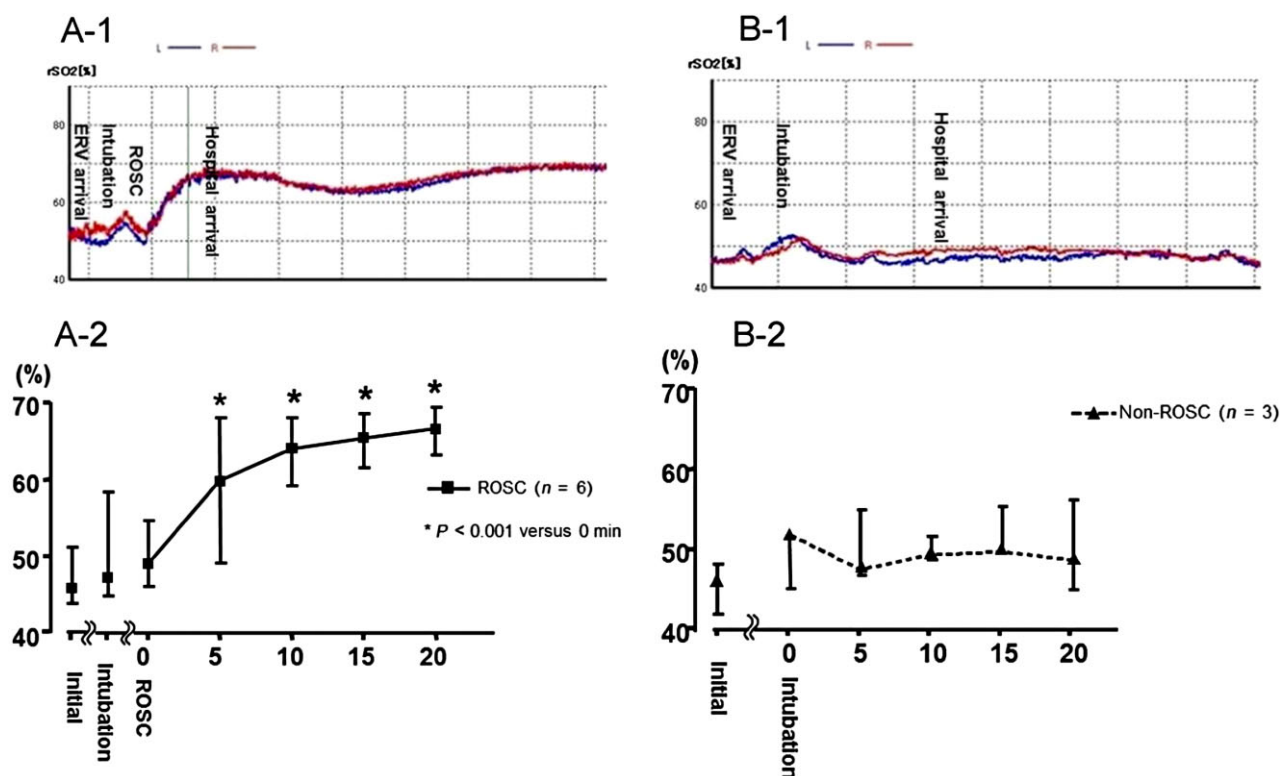 A-1
L R
rSO2[%]
80
60
40
ERV arrival
Intubation
ROSC
Hospital arrival
B-1
L R
rSO2[%]
80
60
40
ERV arrival
Intubation
Hospital arrival
A-2
(%)
70
60
50
40
* * * *
ROSC (n = 6)
* P < 0.001 versus 0 min
0 5 10 15 20
Initial
Intubation
ROSC
B-2
(%)
70
60
50
40
Non-ROSC (n = 3)
0 5 10 15 20
Initial
Intubation